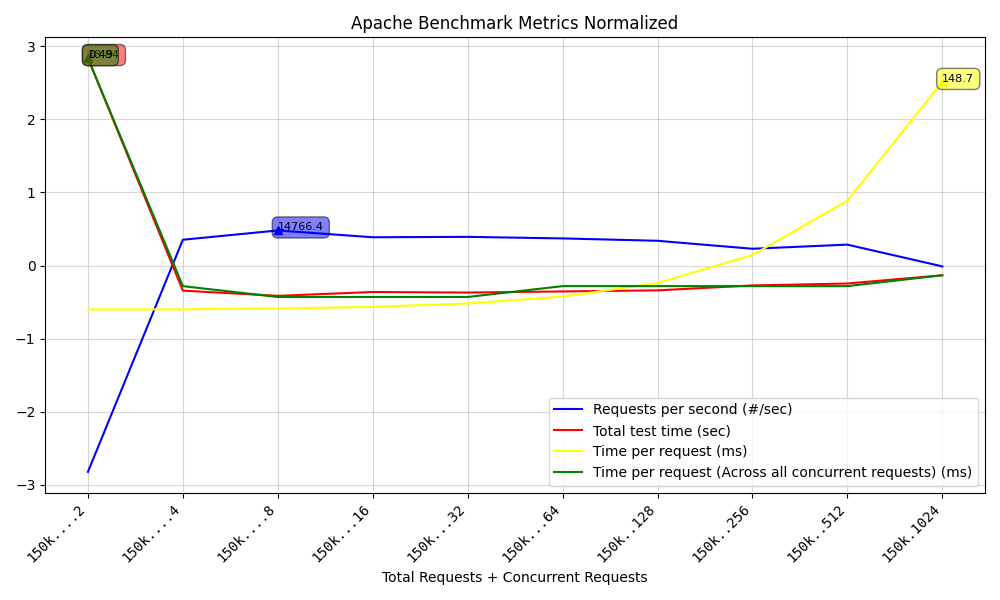 Apache Benchmark Metrics Normalized
3
2
1
0
−1
−2
−3
0.49
148.7
14766.4
Requests per second (#/sec)
Total test time (sec)
Time per request (ms)
Time per request (Across all concurrent requests) (ms)
150k....2
150k....4
150k....8
150k...16
150k...32
150k...64
150k..128
150k..256
150k..512
150k.1024
Total Requests + Concurrent Requests